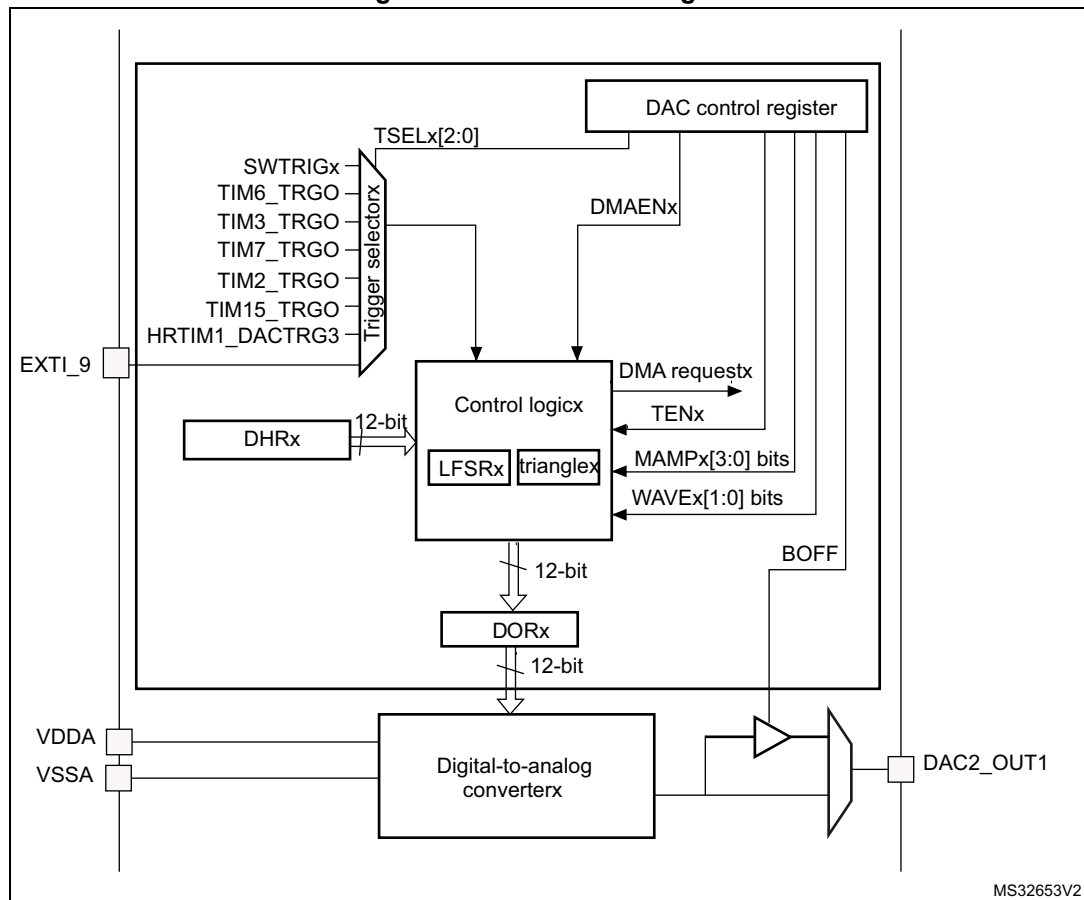 DAC control register
TSELx[2:0]
SWTRIGx
TIM6_TRGO
TIM3_TRGO
TIM7_TRGO
TIM2_TRGO
TIM15_TRGO
HRTIM1_DACTRG3
Trigger selectorx
DMAENx
EXTI_9
DMA requestx
Control logicx
TENx
12-bit
DHRx
LFSRx
trianglex
MAMPx[3:0] bits
WAVEx[1:0] bits
BOFF
12-bit
DORx
12-bit
VDDA
VSSA
Digital-to-analog
converterx
DAC2_OUT1
MS32653V2